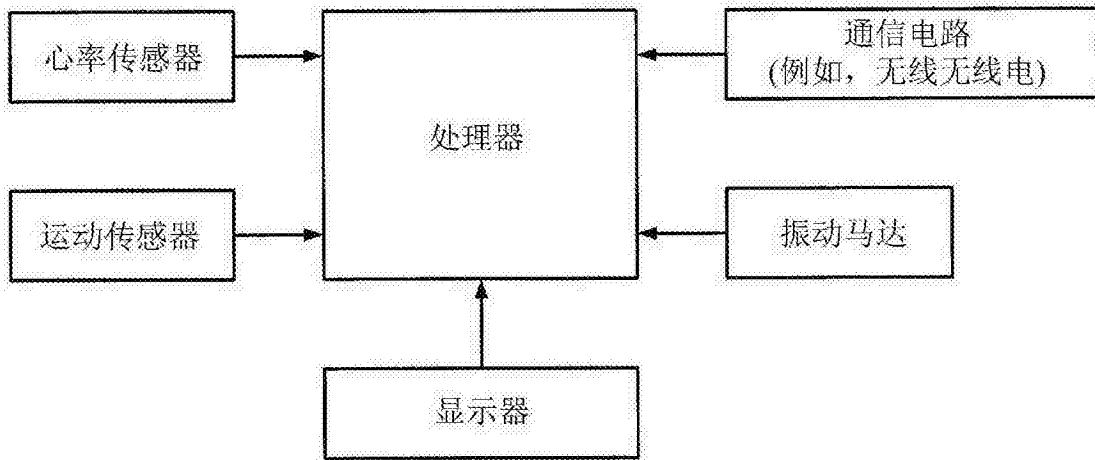 心率传感器
通信电路
(例如，无线无线电)
处理器
运动传感器
振动马达
显示器